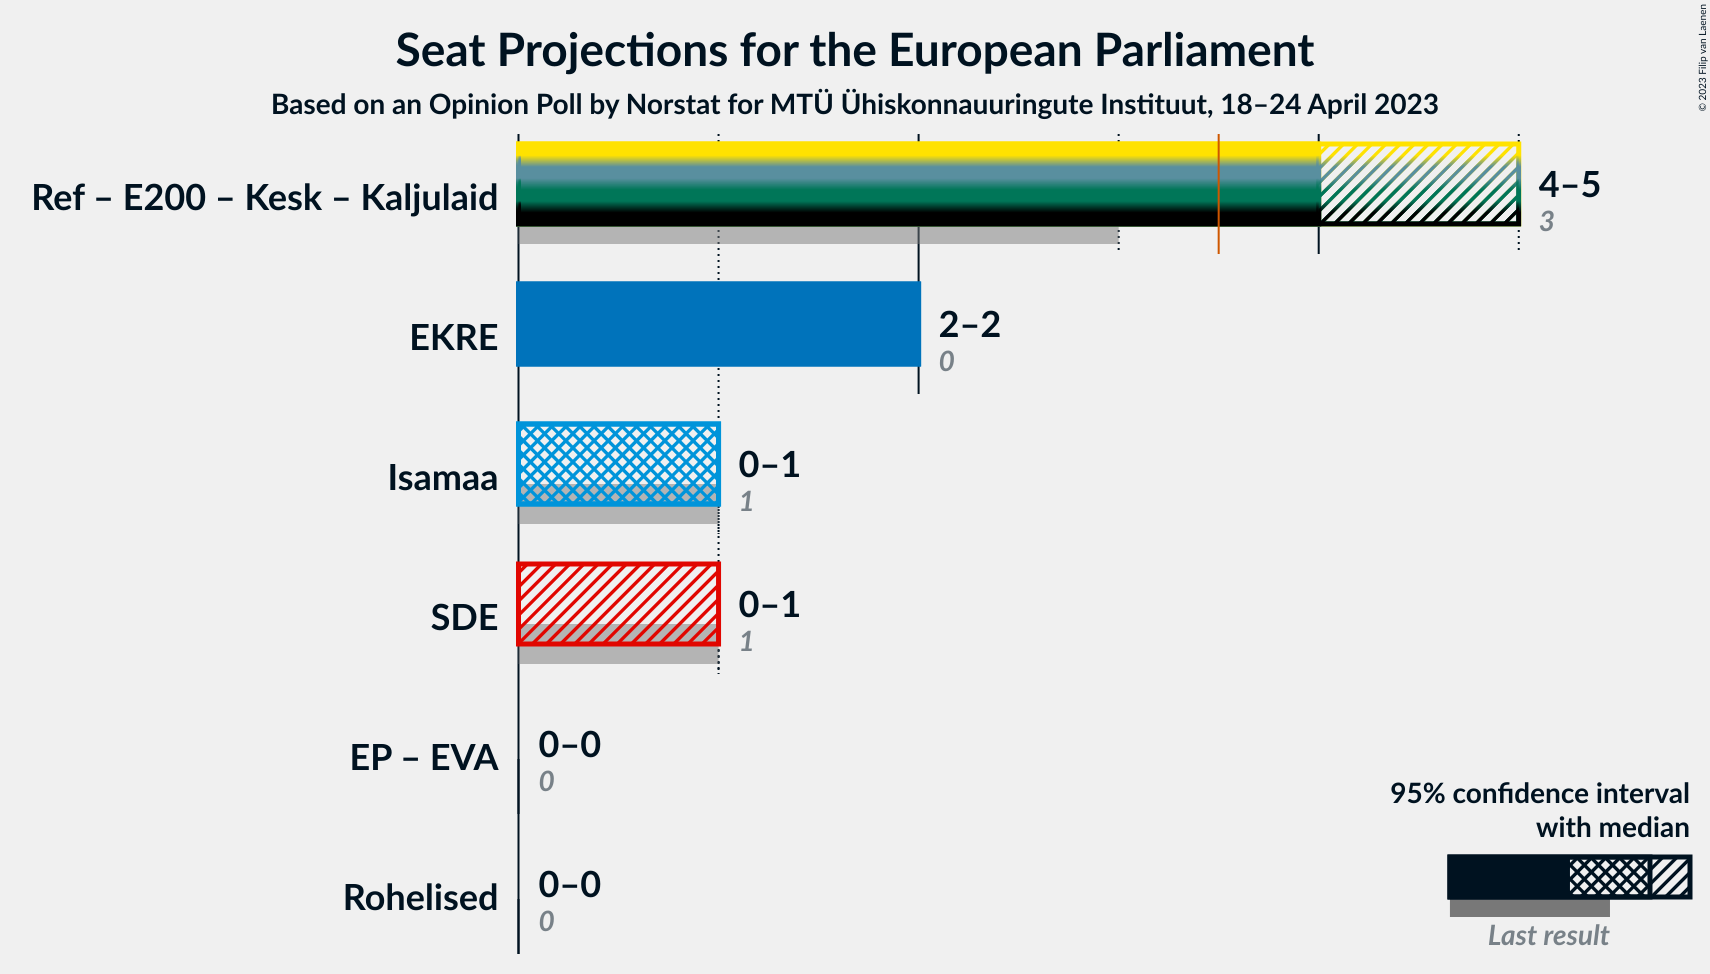 Seat Projections for the European Parliament
Based on an Opinion Poll by Norstat for MTÜ Ühiskonnauuringute Instituut, 18–24 April 2023
© 2023 Filip van Laenen
Ref – E200 – Kesk – Kaljulaid
4–5
3
EKRE
2–2
0
Isamaa
0–1
1
SDE
0–1
1
EP – EVA
0–0
0
Rohelised
0–0
0
95% confidence interval
with median
Last result